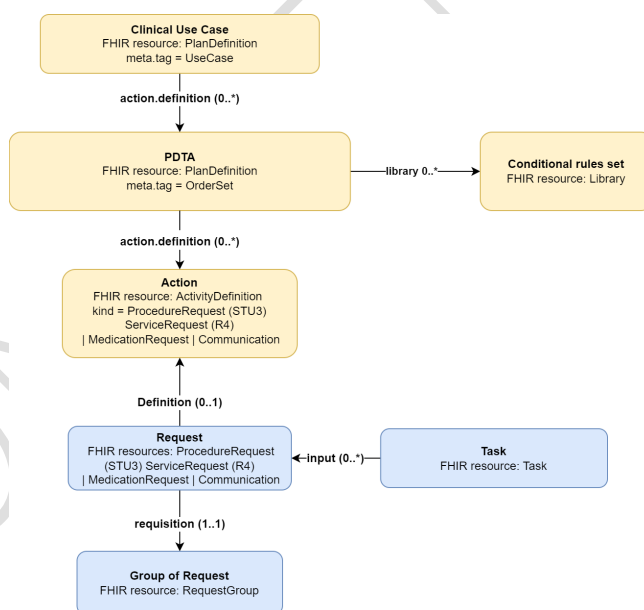 Clinical Use Case
FHIR resource: PlanDefinition
meta.tag = UseCase
action.definition (0..*)
PDTA
FHIR resource: PlanDefinition
meta.tag = OrderSet
library 0..*
Conditional rules set
FHIR resource: Library
action.definition (0..*)
Action
FHIR resource: ActivityDefinition
kind = ProcedureRequest (STU3)
ServiceRequest (R4)
| MedicationRequest | Communication
Definition (0..1)
Request
FHIR resources: ProcedureRequest
(STU3) ServiceRequest (R4)
| MedicationRequest | Communication
input (0..*)
Task
FHIR resource: Task
requisition (1..1)
Group of Request
FHIR resource: RequestGroup